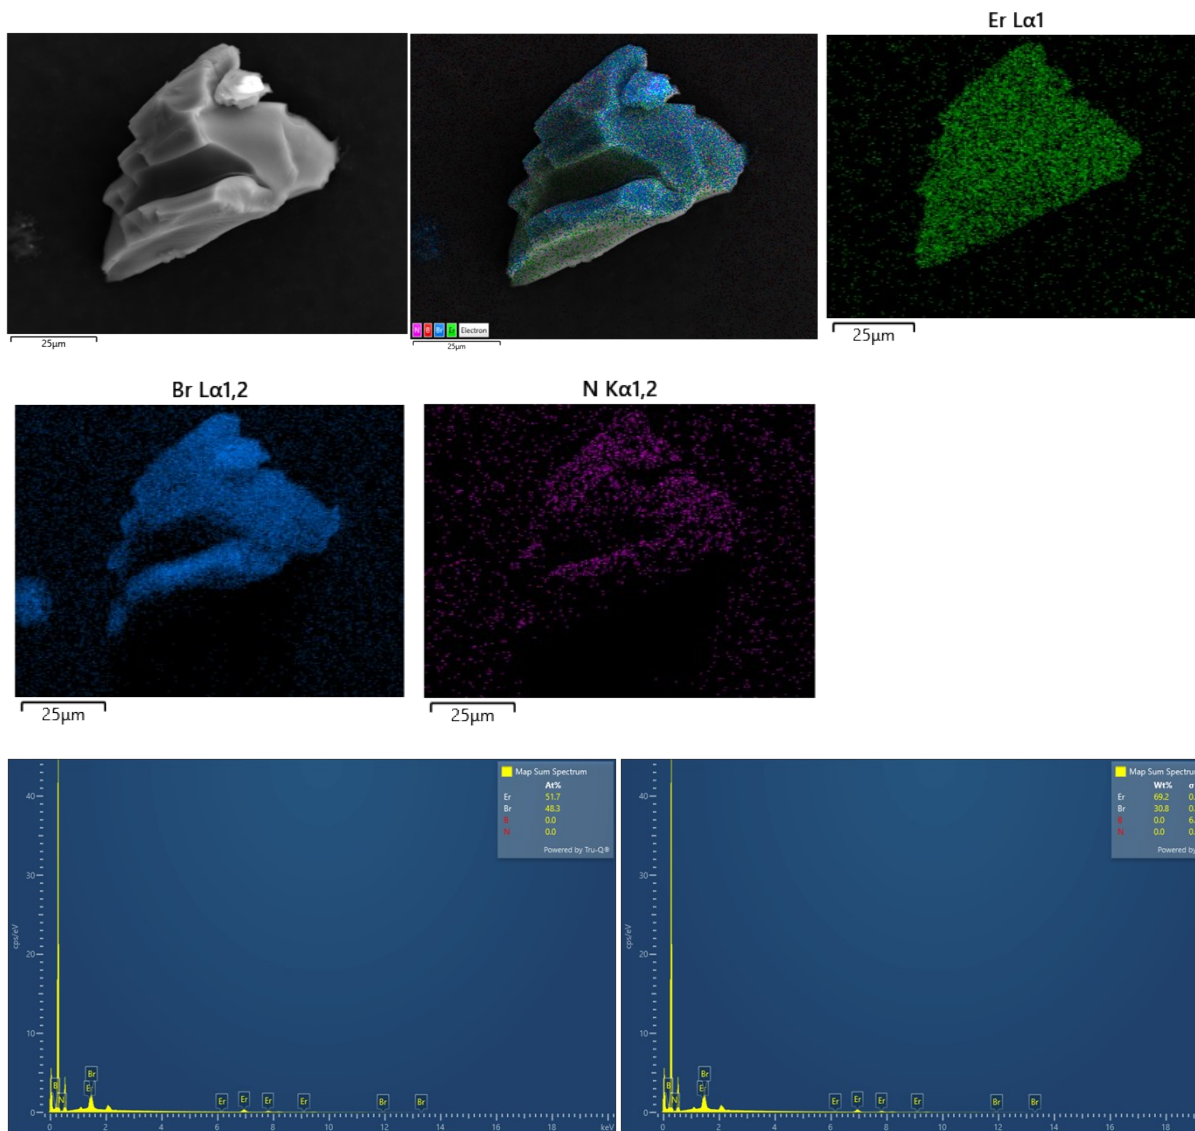 Er Lα1
25μm
N B Br Er Electron
25μm
25μm
Br Lα1,2
N Kα1,2
25μm
25μm
Map Sum Spectrum
At%
Er 51.7
Br 48.3
B 0.0
N 0.0
Powered by Tru-Q®
40
30
cps/eV
20
10
0
B N Er Br Er Er Er Er Br Br
0 2 4 6 8 10 12 14 16 18 keV
Map Sum Spectrum
Wt% σ
Er 69.2 0.
Br 30.8 0.
B 0.0 6.
N 0.0 0.
Powered by
40
30
cps/eV
20
10
0
B N Er Br Er Er Er Er Br Br
0 2 4 6 8 10 12 14 16 18